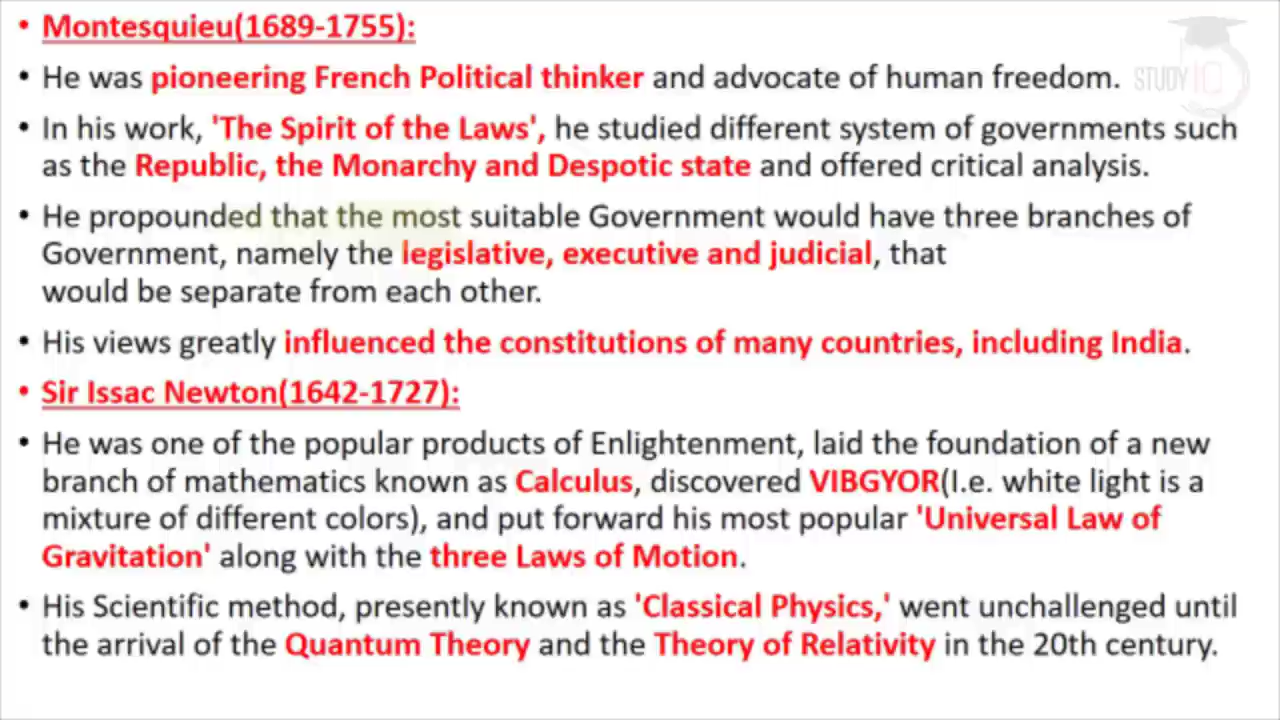 • Montesquieu(1689-1755):
• He was pioneering French Political thinker and advocate of human freedom.
STUDY IQ
• In his work, 'The Spirit of the Laws', he studied different system of governments such
as the Republic, the Monarchy and Despotic state and offered critical analysis.
• He propounded that the most suitable Government would have three branches of
Government, namely the legislative, executive and judicial, that
would be separate from each other.
• His views greatly influenced the constitutions of many countries, including India.
• Sir Issac Newton(1642-1727):
• He was one of the popular products of Enlightenment, laid the foundation of a new
branch of mathematics known as Calculus, discovered VIBGYOR(I.e. white light is a
mixture of different colors), and put forward his most popular 'Universal Law of
Gravitation' along with the three Laws of Motion.
• His Scientific method, presently known as 'Classical Physics,' went unchallenged until
the arrival of the Quantum Theory and the Theory of Relativity in the 20th century.